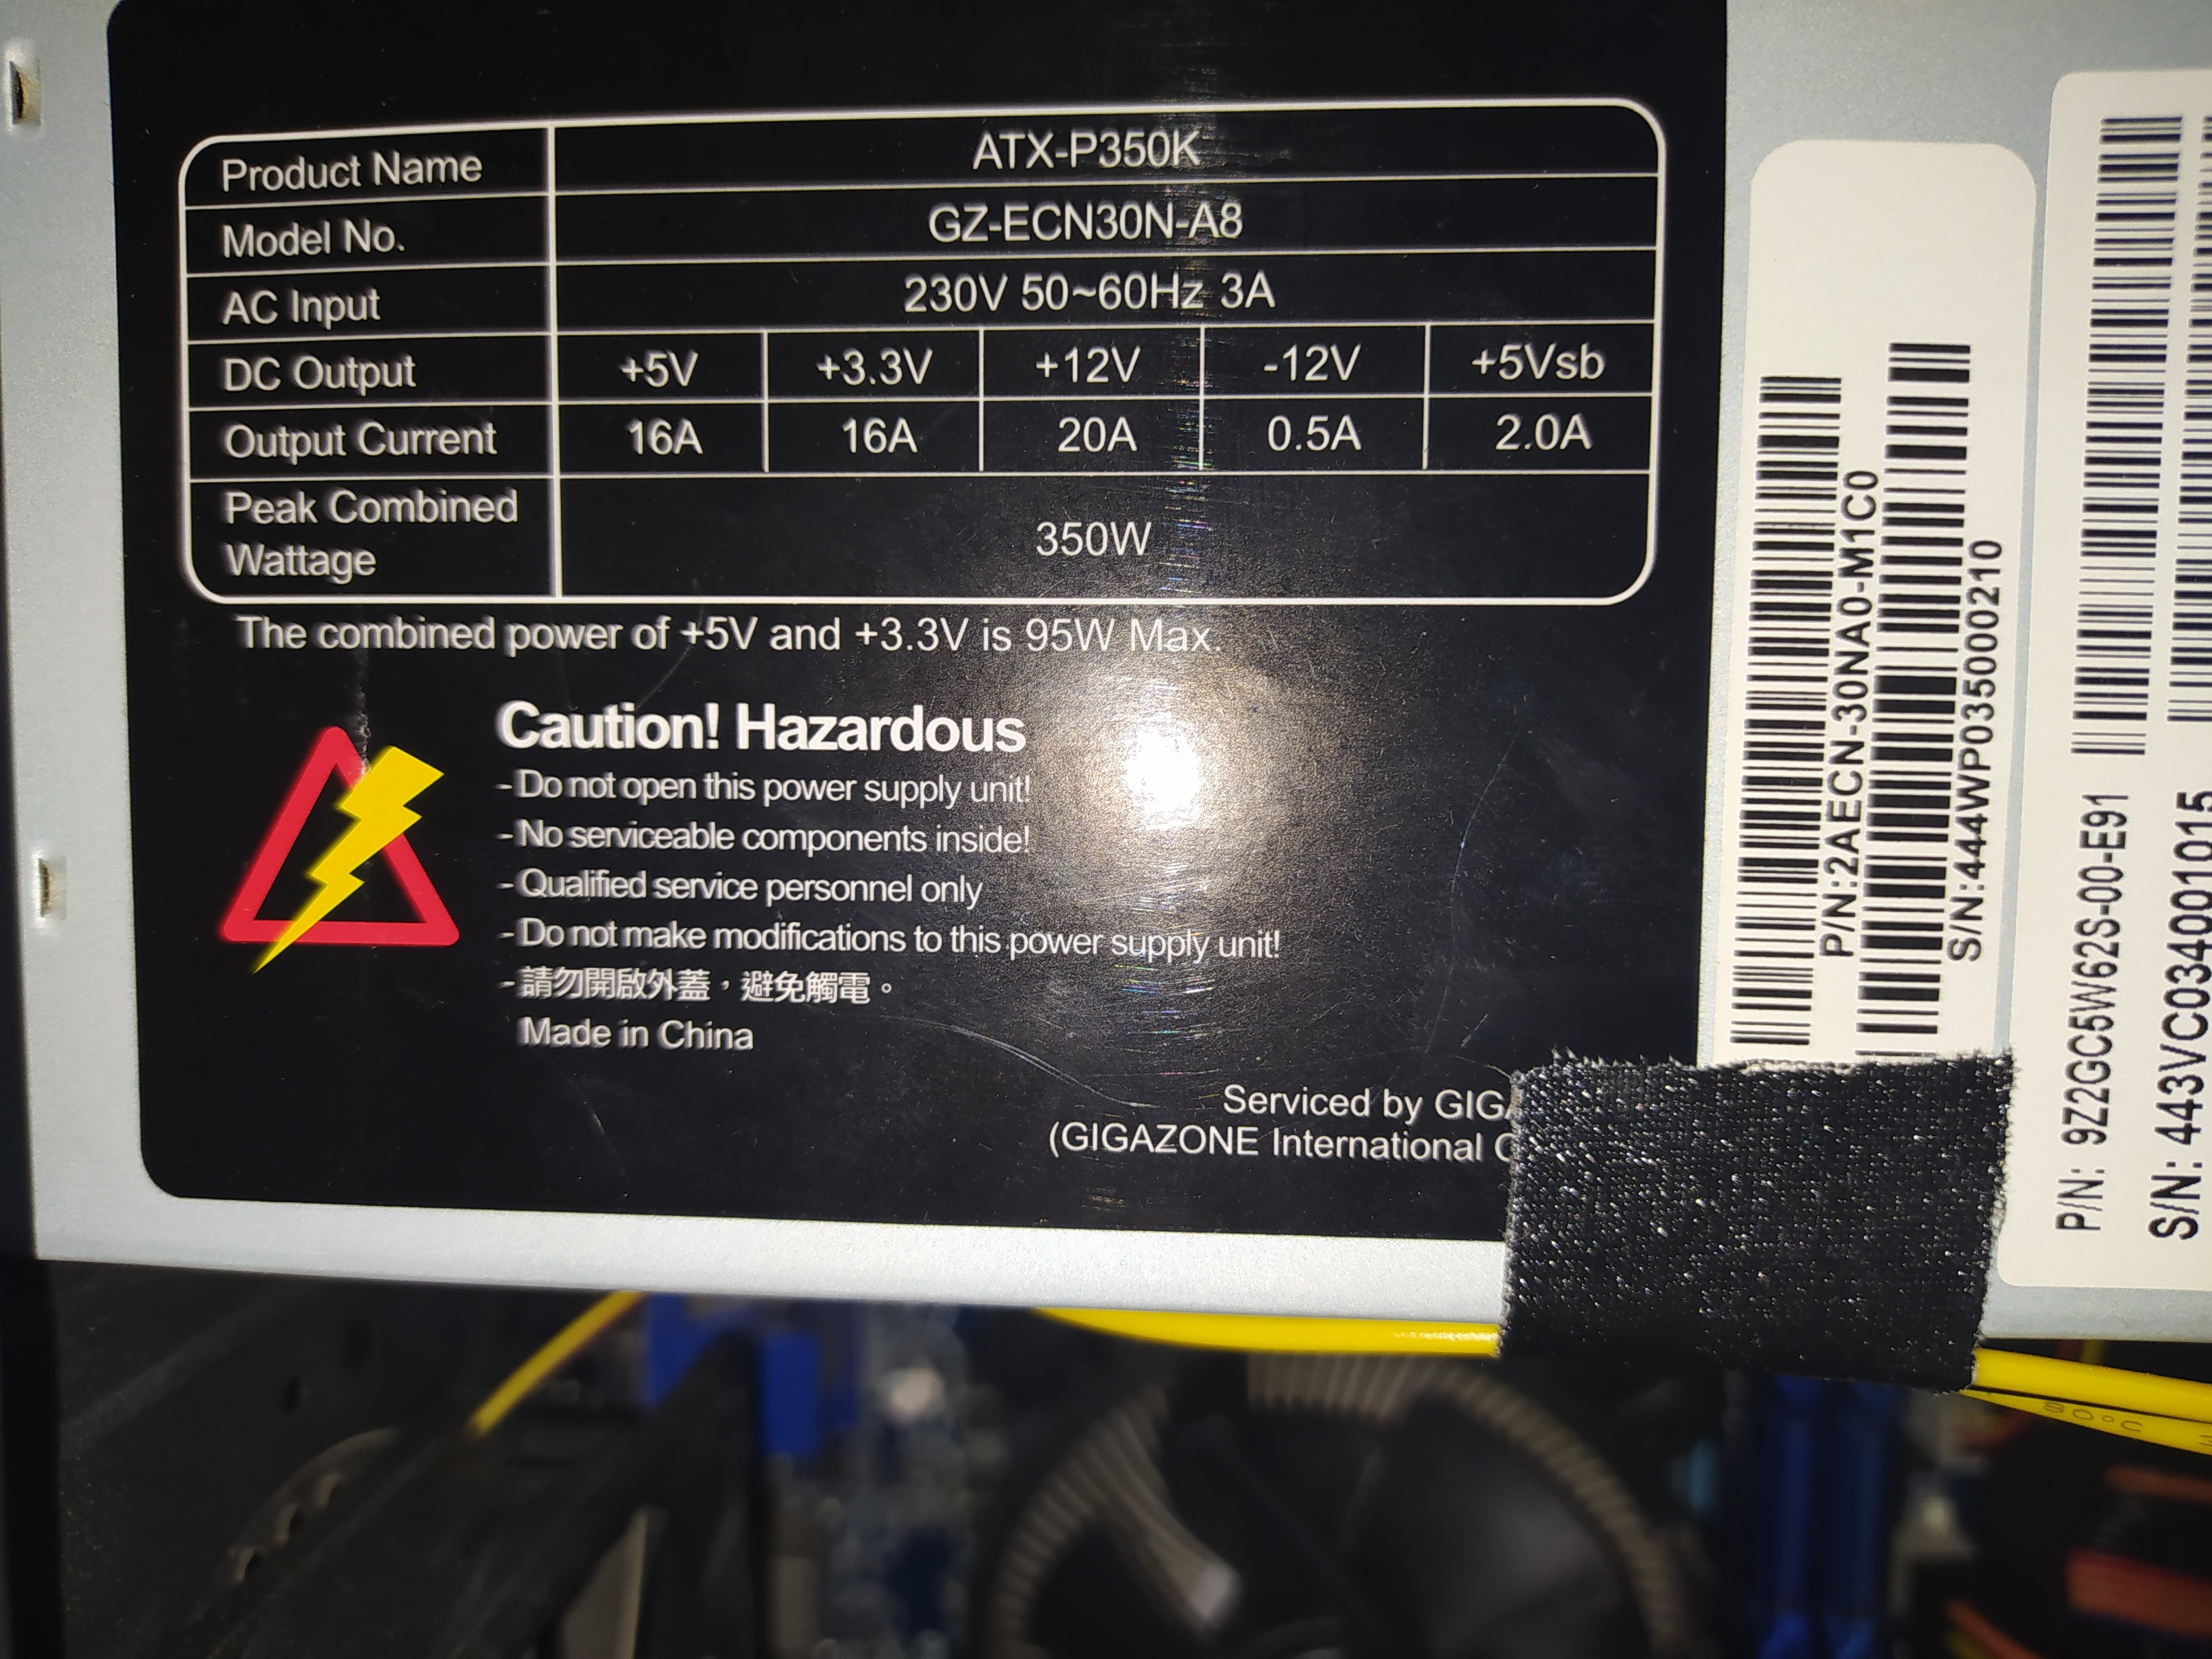 Product Name ATX-P350K
Model No. GZ-ECN30N-A8
AC Input 230V 50~60Hz 3A
DC Output +5V +3.3V +12V -12V +5Vsb
Output Current 16A 16A 20A 0.5A 2.0A
Peak Combined
Wattage
350W
The combined power of +5V and +3.3V is 95W Max.
Caution! Hazardous
- Do not open this power supply unit!
- No serviceable components inside!
- Qualified service personnel only
- Do not make modifications to this power supply unit!
- 請勿開啟外蓋，避免觸電。
Made in China
Serviced by
(GIGAZONE International
P/N:2AECN-30NA0-M1C0
S/N:444WP03500210
P/N: 9Z2GC5W62S-00-E91
S/N: 443VC034001015
80°C